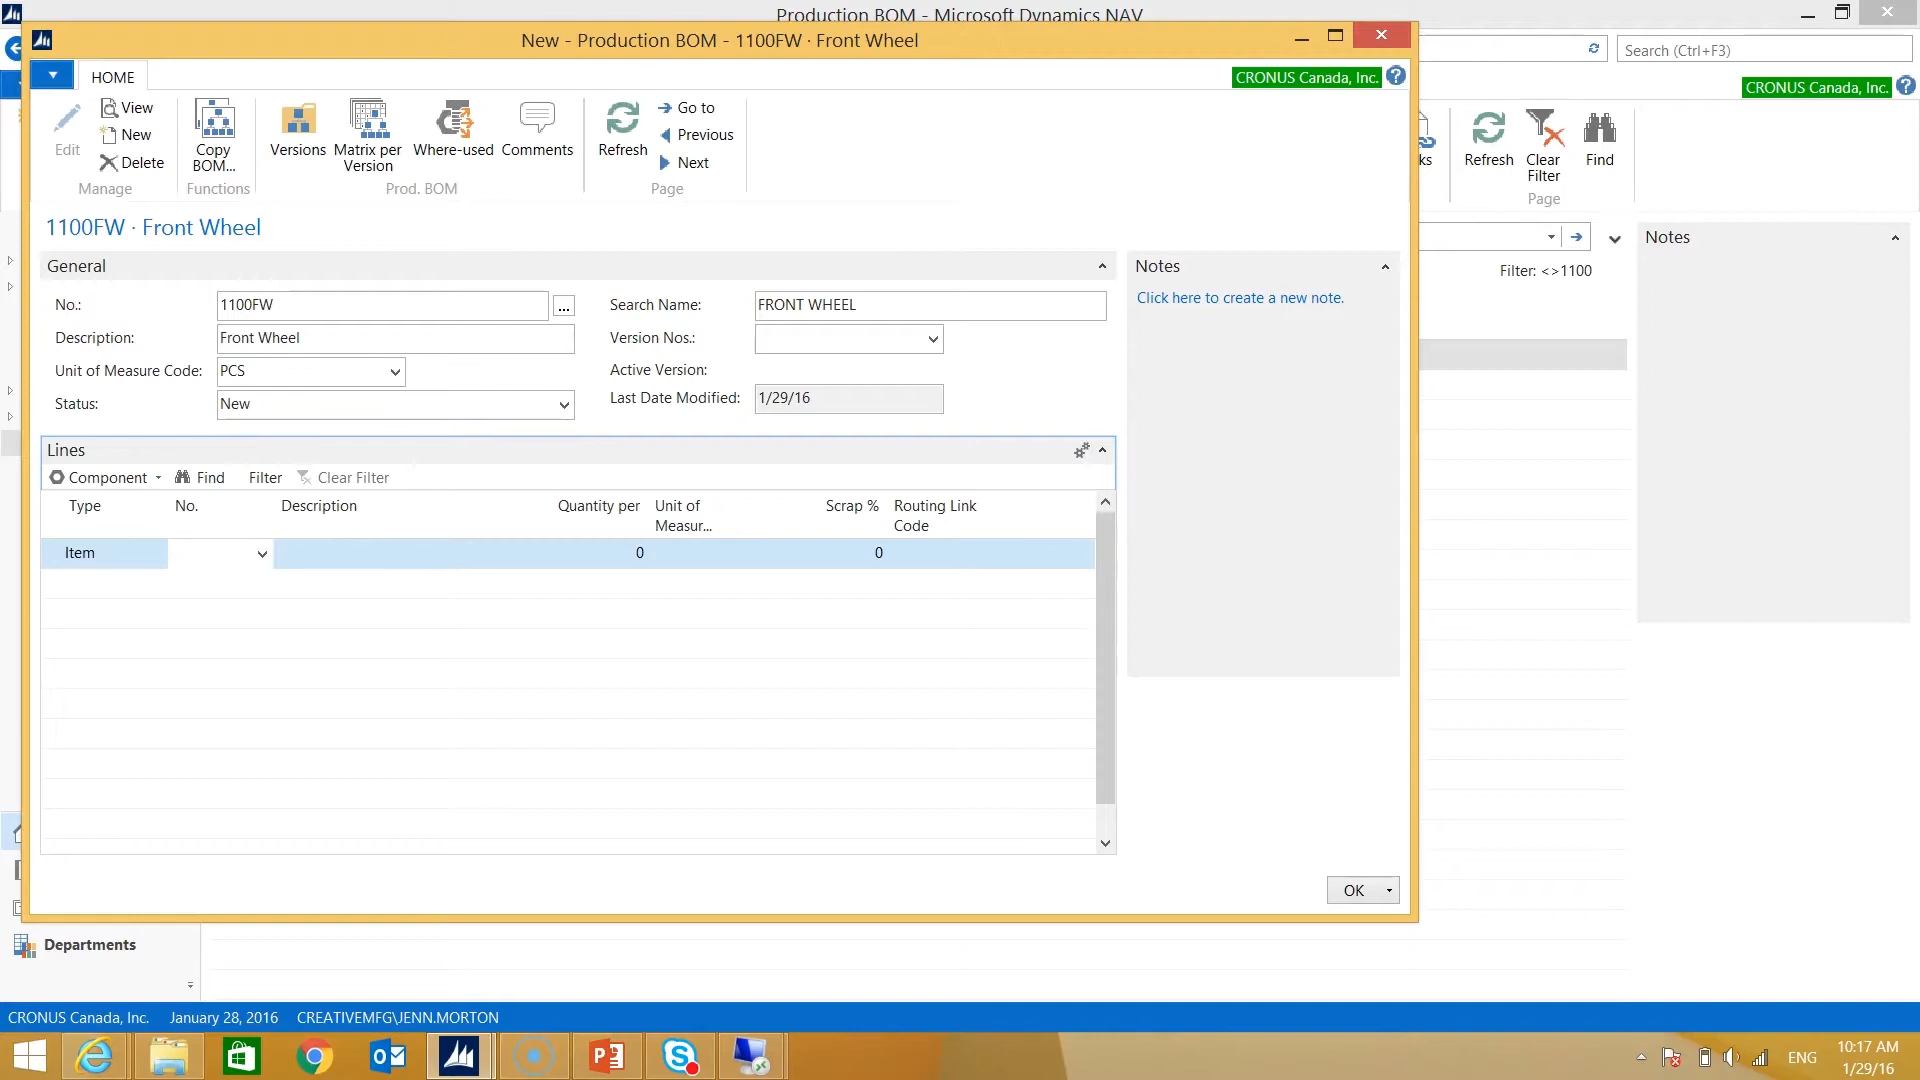 Production BOM - Microsoft Dynamics NAV
New - Production BOM - 1100FW · Front Wheel
Search (Ctrl+F3)
HOME
CRONUS Canada, Inc.
CRONUS Canada, Inc.
Edit
View
New
Delete
Manage
Copy BOM...
Functions
Versions
Matrix per Version
Where-used
Comments
Prod. BOM
Refresh
Go to
Previous
Next
Page
ks
Refresh
Clear Filter
Find
Page
1100FW · Front Wheel
General
Notes
Click here to create a new note.
Notes
Filter: <>1100
No.: 1100FW ...
Description: Front Wheel
Unit of Measure Code: PCS
Status: New
Search Name: FRONT WHEEL
Version Nos.:
Active Version:
Last Date Modified: 1/29/16
Lines
Component Find Filter Clear Filter
Type No. Description Quantity per Unit of Measur... Scrap % Routing Link Code
Item 0 0
OK
Departments
CRONUS Canada, Inc. January 28, 2016 CREATIVEMFG\JENN.MORTON
ENG
10:17 AM
1/29/16